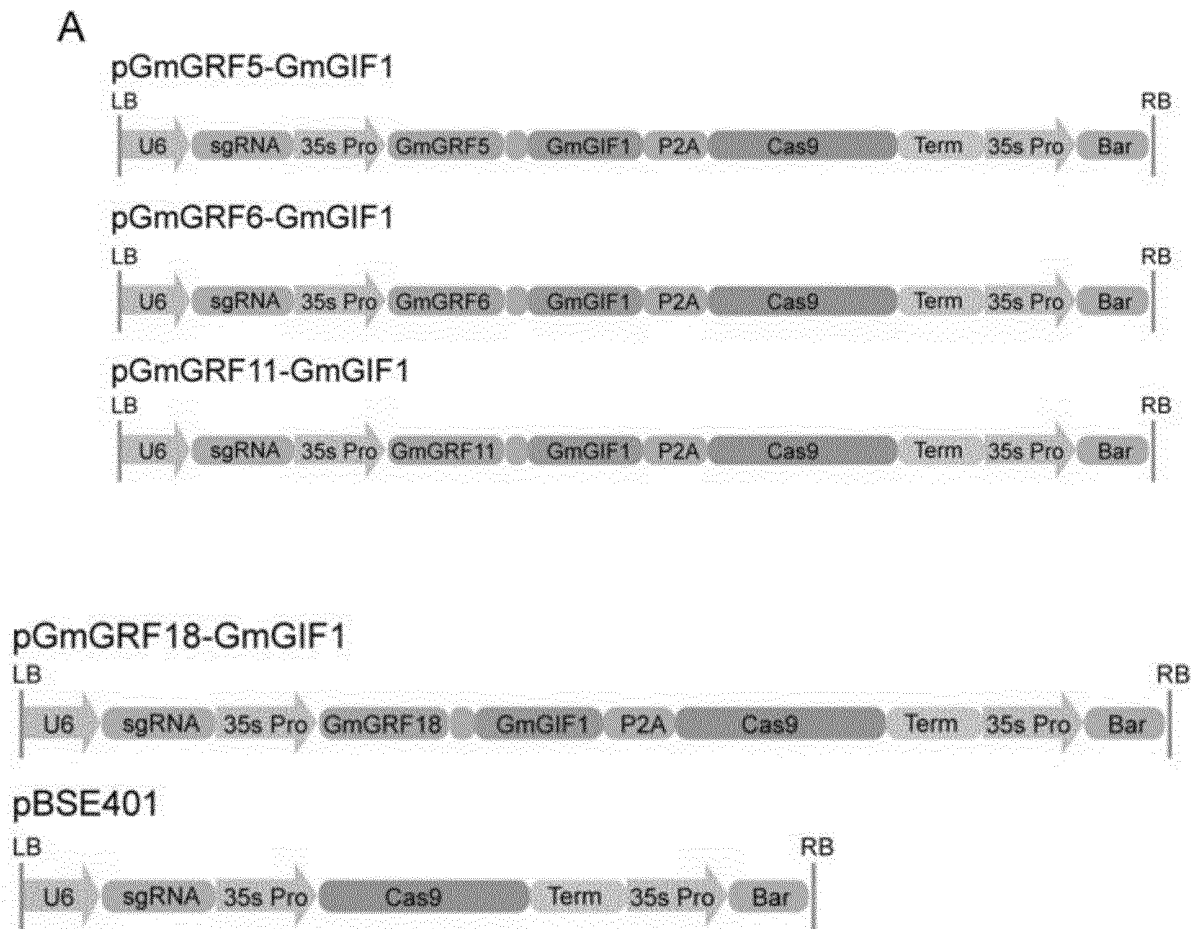 A
pGmGRF5-GmGIF1
LB RB
U6 sgRNA 35s Pro GmGRF5 GmGIF1 P2A Cas9 Term 35s Pro Bar
pGmGRF6-GmGIF1
LB RB
U6 sgRNA 35s Pro GmGRF6 GmGIF1 P2A Cas9 Term 35s Pro Bar
pGmGRF11-GmGIF1
LB RB
U6 sgRNA 35s Pro GmGRF11 GmGIF1 P2A Cas9 Term 35s Pro Bar
pGmGRF18-GmGIF1
LB RB
U6 sgRNA 35s Pro GmGRF18 GmGIF1 P2A Cas9 Term 35s Pro Bar
pBSE401
LB RB
U6 sgRNA 35s Pro Cas9 Term 35s Pro Bar